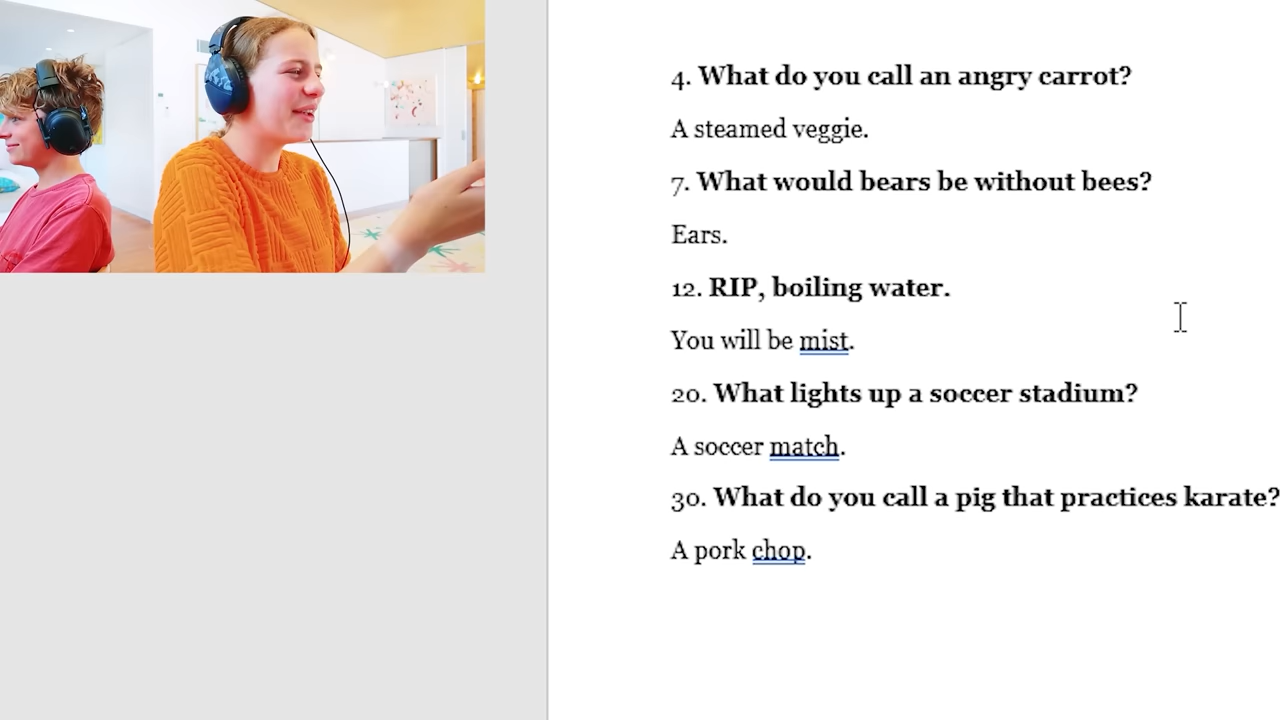 4. What do you call an angry carrot?
A steamed veggie.
7. What would bears be without bees?
Ears.
12. RIP, boiling water.
You will be mist.
20. What lights up a soccer stadium?
A soccer match.
30. What do you call a pig that practices karate?
A pork chop.